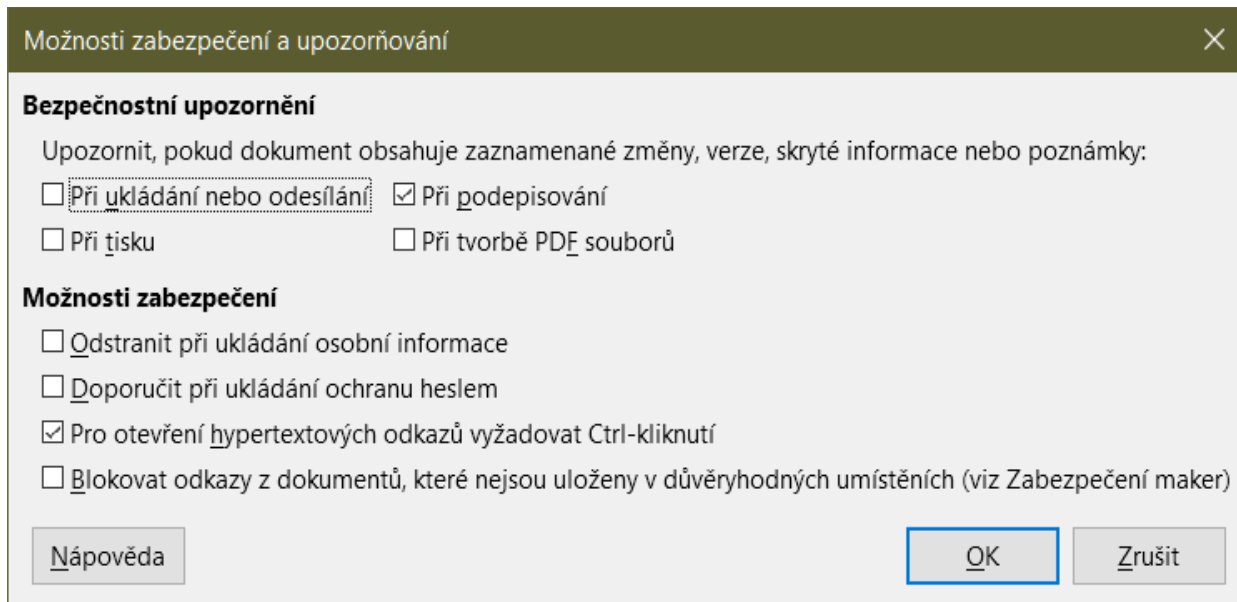 Možnosti zabezpečení a upozorňování
Bezpečnostní upozornění
Upozornit, pokud dokument obsahuje zaznamenané změny, verze, skryté informace nebo poznámky:
Při ukládání nebo odesílání Při podepisování
Při tisku Při tvorbě PDF souborů
Možnosti zabezpečení
Odstranit při ukládání osobní informace
Doporučit při ukládání ochranu heslem
Pro otevření hypertextových odkazů vyžadovat Ctrl-kliknutí
Blokovat odkazy z dokumentů, které nejsou uloženy v důvěryhodných umístěních (viz Zabezpečení maker)
Nápověda OK Zrušit